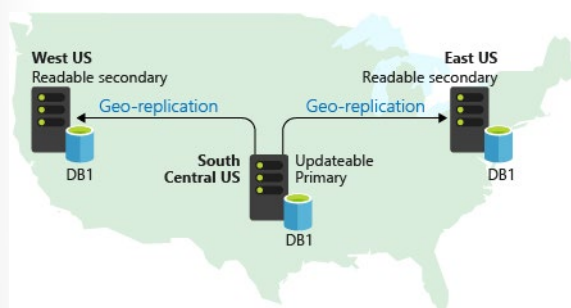 West US
Readable secondary
East US
Readable secondary
Geo-replication
Geo-replication
DB1
DB1
South
Central US
Updateable
Primary
DB1